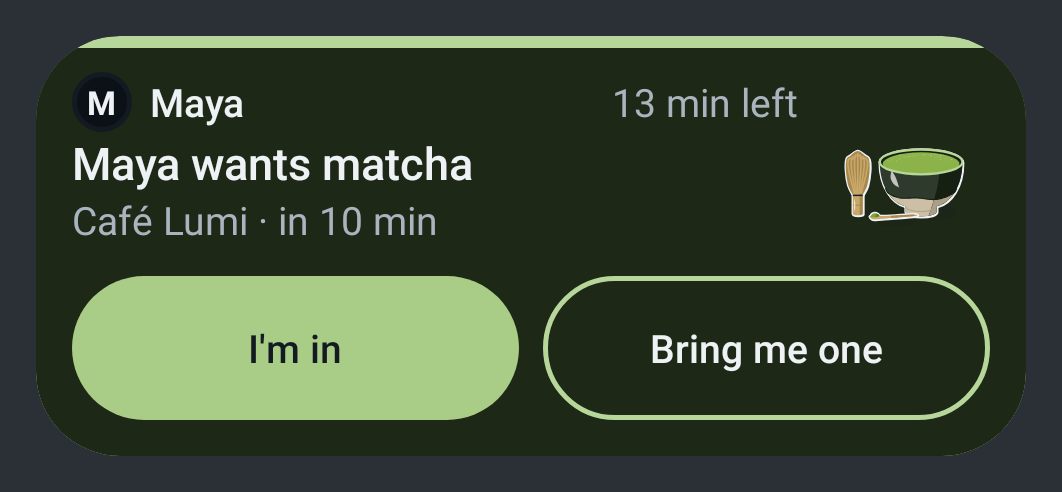 M Maya 13 min left
Maya wants matcha
Café Lumi · in 10 min
I'm in Bring me one